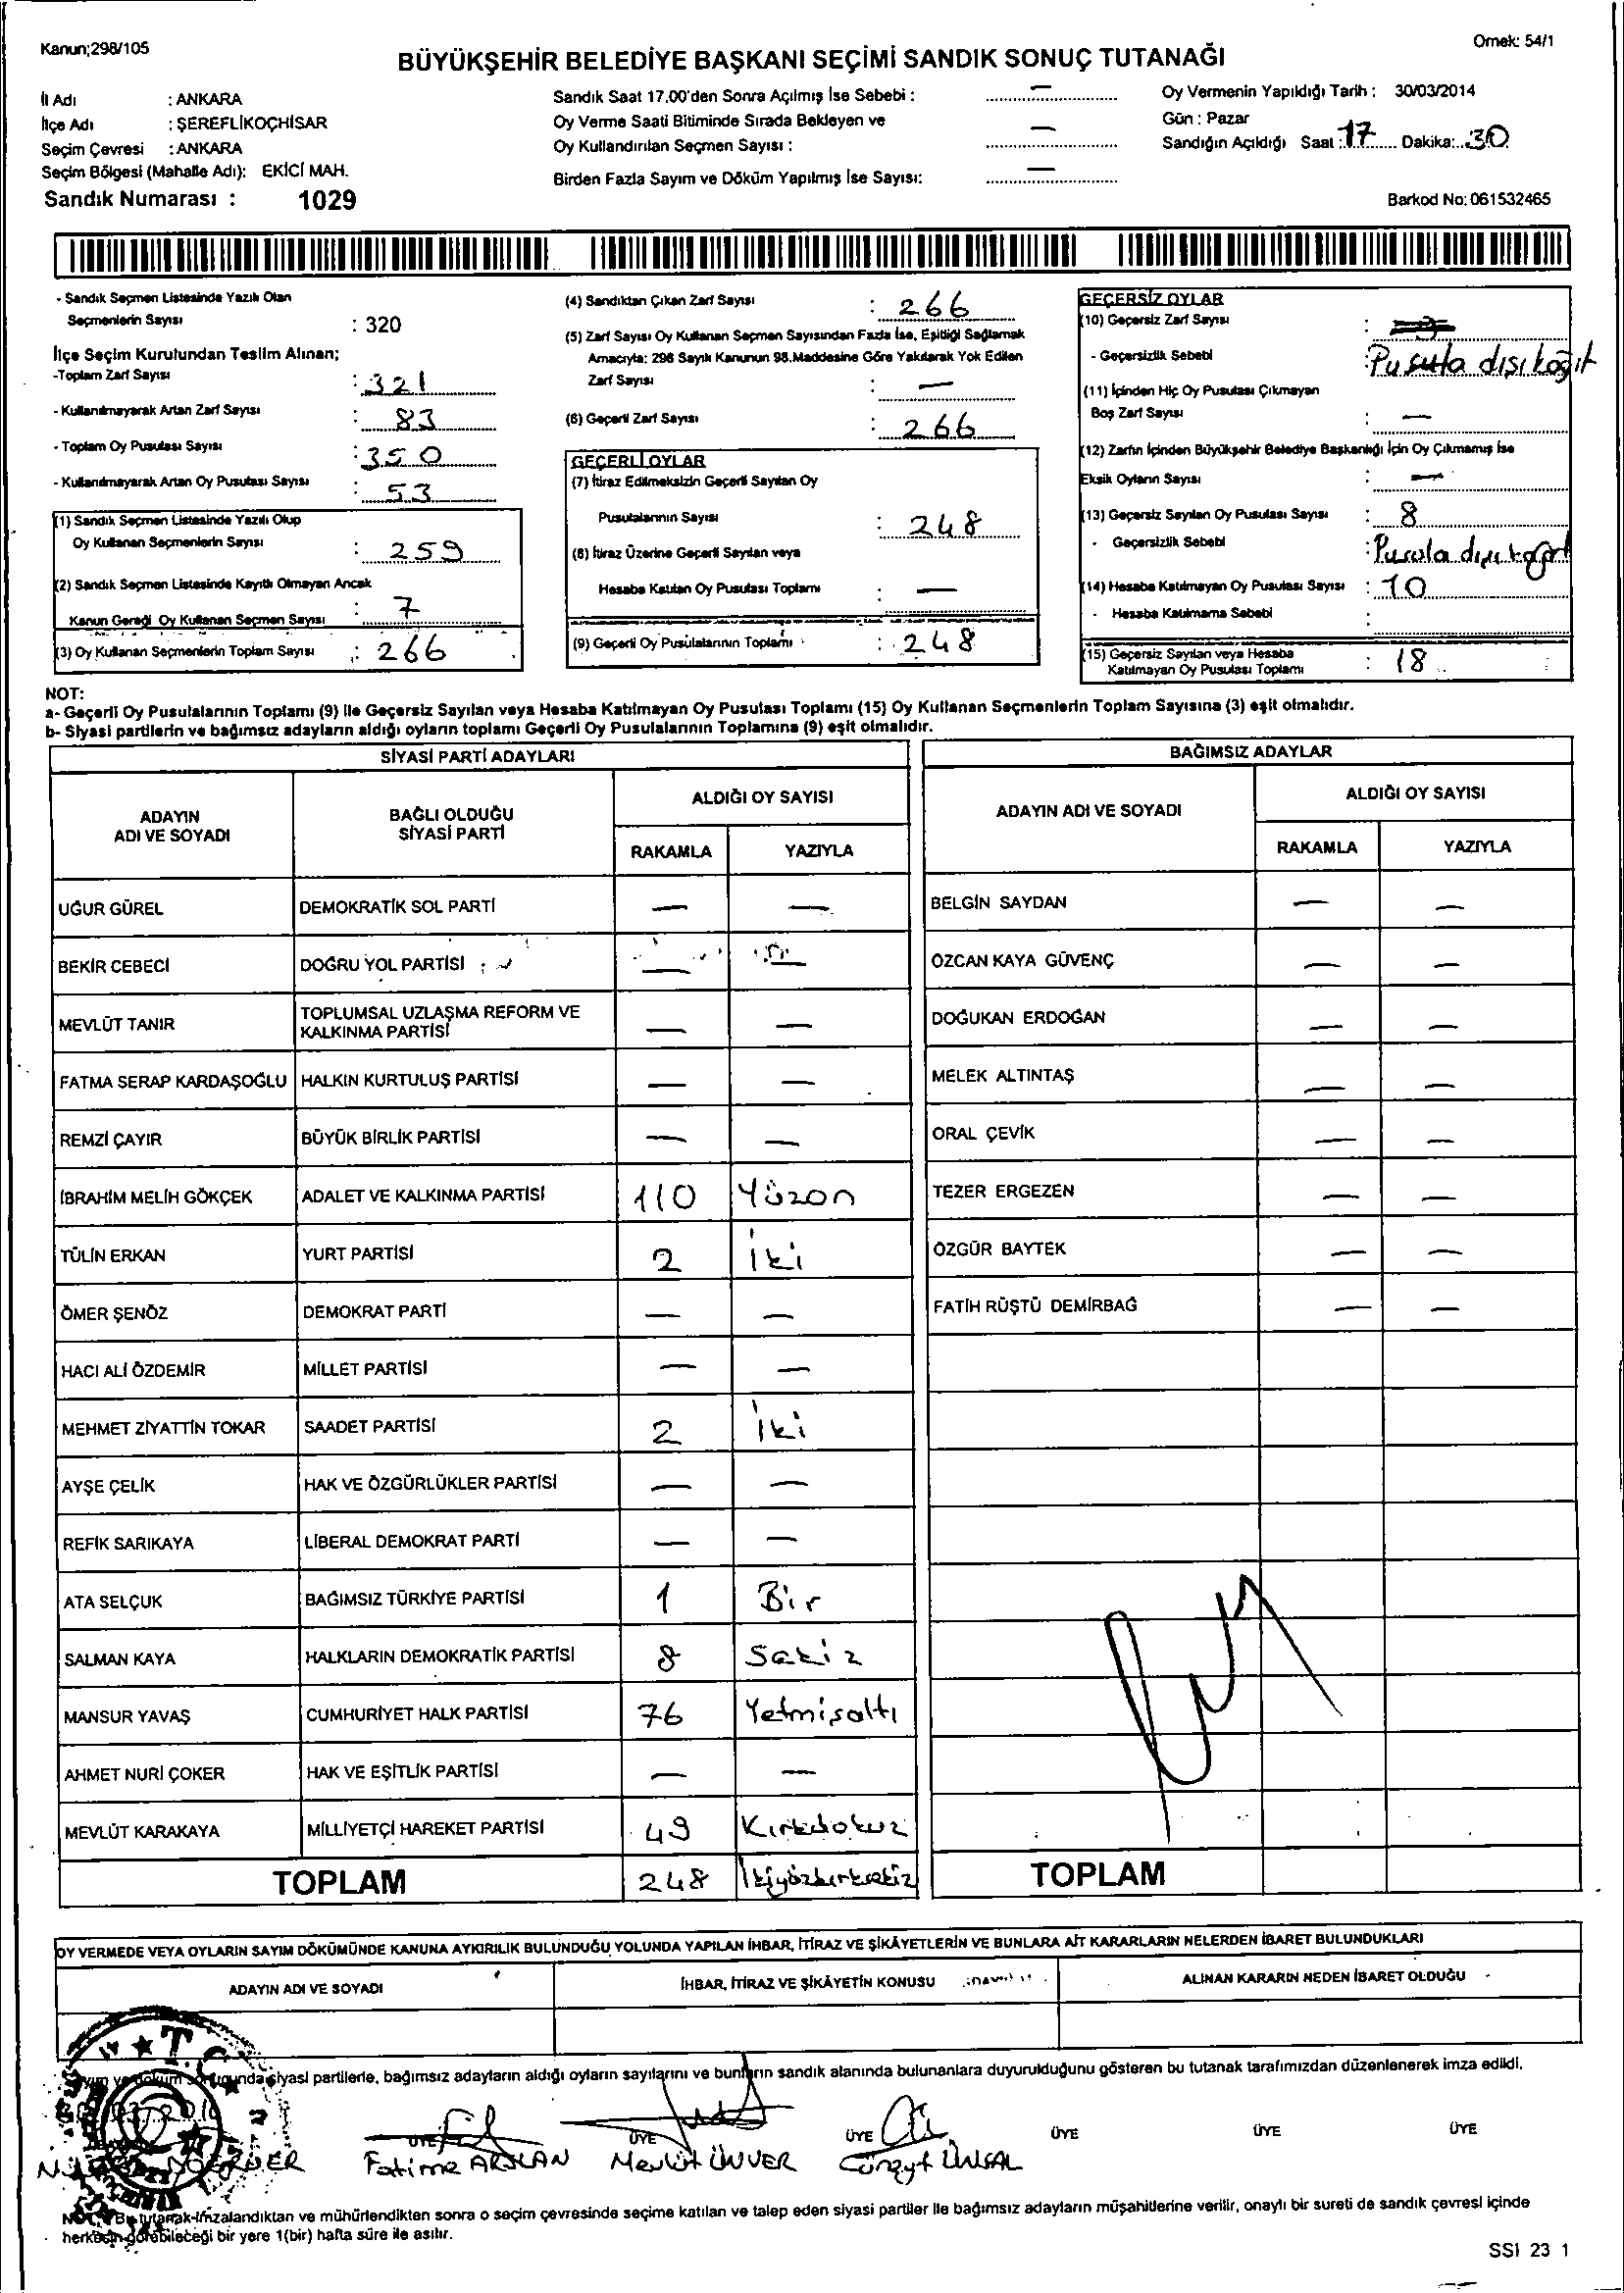 Kanun;298/105
Örnek: 54/1
BÜYÜKŞEHİR BELEDİYE BAŞKANI SEÇİMİ SANDIK SONUÇ TUTANAĞI
İl Adı : ANKARA
İlçe Adı : ŞEREFLİKOÇHİSAR
Seçim Çevresi : ANKARA
Seçim Bölgesi (Mahalle Adı): EKİCİ MAH.
Sandık Numarası : 1029
Sandık Saat 17.00'den Sonra Açılmış İse Sebebi : —
Oy Verme Saati Bitiminde Sırada Bekleyen ve
Oy Kullandırılan Seçmen Sayısı : —
Birden Fazla Sayım ve Döküm Yapılmış İse Sayısı: —
Oy Vermenin Yapıldığı Tarih : 30/03/2014
Gün : Pazar
Sandığın Açıldığı Saat : 17 Dakika: 30
Barkod No: 061532465
- Sandık Seçmen Listesinde Yazılı Olan
Seçmenlerin Sayısı : 320
İlçe Seçim Kurulundan Teslim Alınan;
-Toplam Zarf Sayısı : 321
- Kullanılmayarak Artan Zarf Sayısı : 83
- Toplam Oy Pusulası Sayısı : 350
- Kullanılmayarak Artan Oy Pusulası Sayısı : 53
(1) Sandık Seçmen Listesinde Yazılı Olup
Oy Kullanan Seçmenlerin Sayısı : 259
(2) Sandık Seçmen Listesinde Kayıtlı Olmayan Ancak
Kanun Gereği Oy Kullanan Seçmen Sayısı : 7
(3) Oy Kullanan Seçmenlerin Toplam Sayısı : 266
(4) Sandıktan Çıkan Zarf Sayısı : 266
(5) Zarf Sayısı Oy Kullanan Seçmen Sayısından Fazla İse, Eşitliği Sağlamak
Amacıyla; 298 Sayılı Kanunun 98.Maddesine Göre Yakılarak Yok Edilen
Zarf Sayısı : —
(6) Geçerli Zarf Sayısı : 266
GEÇERLİ OYLAR
(7) İtiraz Edilmeksizin Geçerli Sayılan Oy
Pusulalarının Sayısı : 248
(8) İtiraz Üzerine Geçerli Sayılan veya
Hesaba Katılan Oy Pusulası Toplamı : —
(9) Geçerli Oy Pusulalarının Toplamı : 248
GEÇERSİZ OYLAR
(10) Geçersiz Zarf Sayısı :
- Geçersizlik Sebebi : Pusula dışı kağıt
(11) İçinden Hiç Oy Pusulası Çıkmayan
Boş Zarf Sayısı : —
(12) Zarfın İçinden Büyükşehir Belediye Başkanlığı İçin Oy Çıkmamış İse
Eksik Oyların Sayısı : —
(13) Geçersiz Sayılan Oy Pusulası Sayısı : 8
- Geçersizlik Sebebi : Pusula dışı kağıt
(14) Hesaba Katılmayan Oy Pusulası Sayısı : 10
- Hesaba Katılmama Sebebi :
(15) Geçersiz Sayılan veya Hesaba
Katılmayan Oy Pusulası Toplamı : 18
NOT:
a- Geçerli Oy Pusulalarının Toplamı (9) ile Geçersiz Sayılan veya Hesaba Katılmayan Oy Pusulası Toplamı (15) Oy Kullanan Seçmenlerin Toplam Sayısına (3) eşit olmalıdır.
b- Siyasi partilerin ve bağımsız adayların aldığı oyların toplamı Geçerli Oy Pusulalarının Toplamına (9) eşit olmalıdır.
SİYASİ PARTİ ADAYLARI
ADAYIN ADI VE SOYADI
BAĞLI OLDUĞU SİYASİ PARTİ
ALDIĞI OY SAYISI
RAKAMLA YAZIYLA
UĞUR GÜREL DEMOKRATİK SOL PARTİ — —
BEKİR CEBECİ DOĞRU YOL PARTİSİ — —
MEVLÜT TANIR TOPLUMSAL UZLAŞMA REFORM VE KALKINMA PARTİSİ — —
FATMA SERAP KARDAŞOĞLU HALKIN KURTULUŞ PARTİSİ — —
REMZİ ÇAYIR BÜYÜK BİRLİK PARTİSİ — —
İBRAHİM MELİH GÖKÇEK ADALET VE KALKINMA PARTİSİ 110 Yüzon
TÜLİN ERKAN YURT PARTİSİ 2 İki
ÖMER ŞENÖZ DEMOKRAT PARTİ — —
HACI ALİ ÖZDEMİR MİLLET PARTİSİ — —
MEHMET ZİYATTİN TOKAR SAADET PARTİSİ 2 İki
AYŞE ÇELİK HAK VE ÖZGÜRLÜKLER PARTİSİ — —
REFİK SARIKAYA LİBERAL DEMOKRAT PARTİ — —
ATA SELÇUK BAĞIMSIZ TÜRKİYE PARTİSİ 1 Bir
SALMAN KAYA HALKLARIN DEMOKRATİK PARTİSİ 8 Sekiz
MANSUR YAVAŞ CUMHURİYET HALK PARTİSİ 76 Yetmişaltı
AHMET NURİ ÇOKER HAK VE EŞİTLİK PARTİSİ — —
MEVLÜT KARAKAYA MİLLİYETÇİ HAREKET PARTİSİ 49 Kırkdokuz
TOPLAM 248 İkiyüzkırksekiz
BAĞIMSIZ ADAYLAR
ADAYIN ADI VE SOYADI
ALDIĞI OY SAYISI
RAKAMLA YAZIYLA
BELGİN SAYDAN — —
ÖZCAN KAYA GÜVENÇ — —
DOĞUKAN ERDOĞAN — —
MELEK ALTINTAŞ — —
ORAL ÇEVİK — —
TEZER ERGEZEN — —
ÖZGÜR BAYTEK — —
FATİH RÜŞTÜ DEMİRBAĞ — —
TOPLAM
OY VERMEDE VEYA OYLARIN SAYIM DÖKÜMÜNDE KANUNA AYKIRILIK BULUNDUĞU YOLUNDA YAPILAN İHBAR, İTİRAZ VE ŞİKÂYETLERİN VE BUNLARA AİT KARARLARIN NELERDEN İBARET BULUNDUKLARI
ADAYIN ADI VE SOYADI
İHBAR, İTİRAZ VE ŞİKÂYETİN KONUSU
ALINAN KARARIN NEDEN İBARET OLDUĞU
T.C.
siyasi partilerle, bağımsız adayların aldığı oyların sayılarını ve bunların sandık alanında bulunanlara duyurulduğunu gösteren bu tutanak tarafımızdan düzenlenerek imza edildi.
ÜYE ÜYE ÜYE ÜYE ÜYE ÜYE
Fatime ARSLAN Mevlüt ÜNVER Cüneyt ÜNSAL
Bu tutanak imzalandıktan ve mühürlendikten sonra o seçim çevresinde seçime katılan ve talep eden siyasi partiler ile bağımsız adayların müşahitlerine verilir, onaylı bir sureti de sandık çevresi içinde
herkesin görebileceği bir yere 1(bir) hafta süre ile asılır.
SSI 23 1